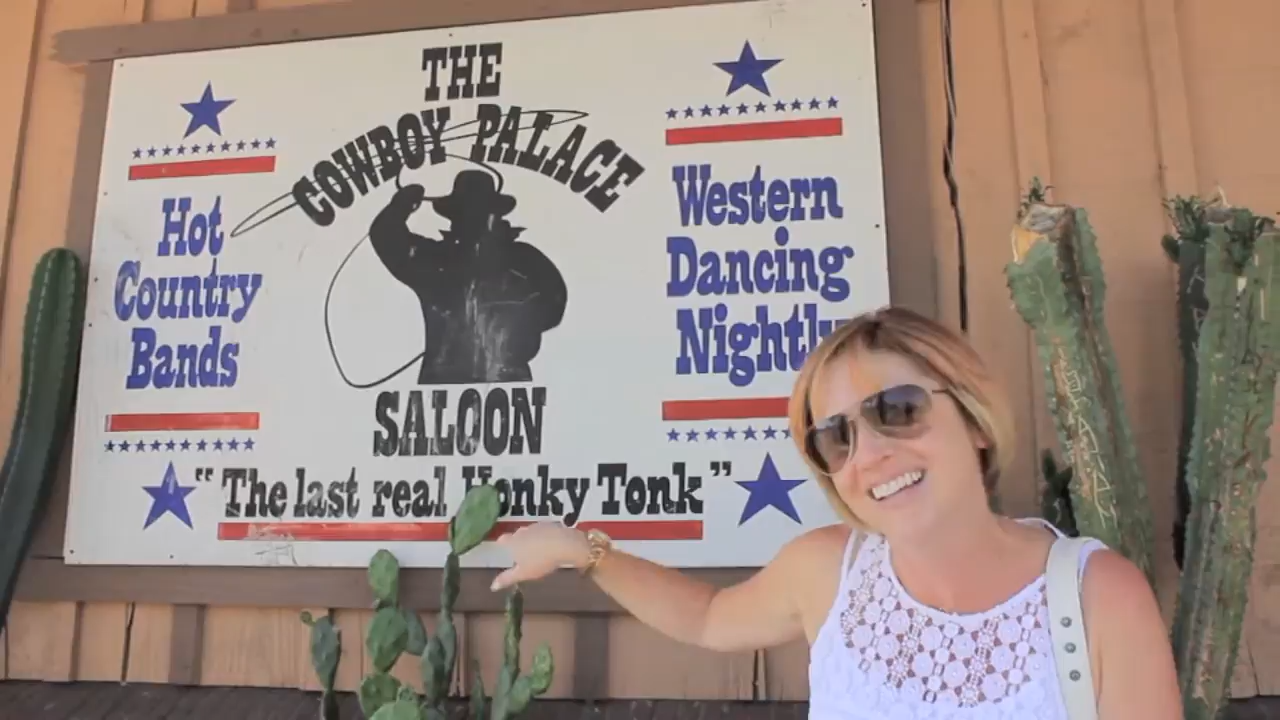 THE
COWBOY PALACE
SALOON
"The last real Honky Tonk"
Hot
Country
Bands
Western
Dancing
Nightly